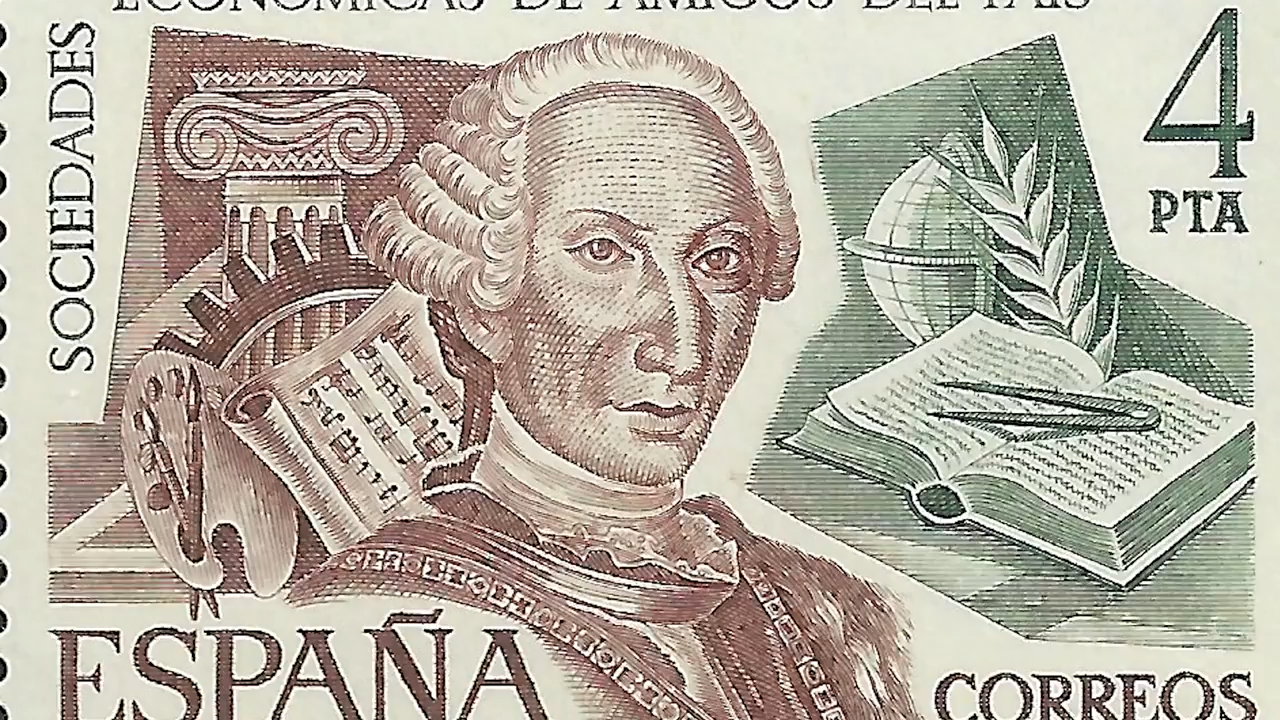 SOCIEDADES
ECONOMICAS DE AMIGOS DEL PAIS
4
PTA
ESPAÑA
CORREOS